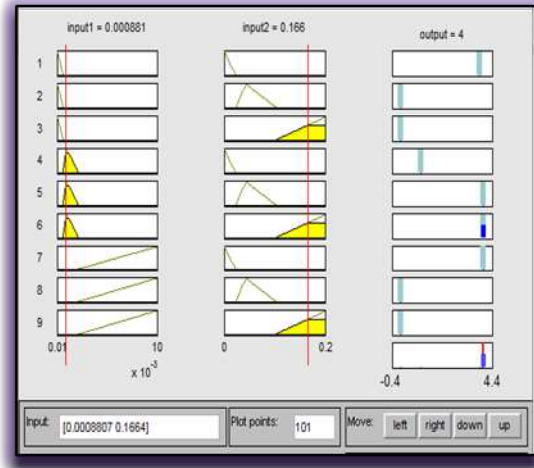 input1 = 0.000881
input2 = 0.166
output = 4
1
2
3
4
5
6
7
8
9
0.01
10
x 10⁻³
0
0.2
-0.4
4.4
Input:
[0.0008807 0.1664]
Plot points:
101
Move:
left
right
down
up